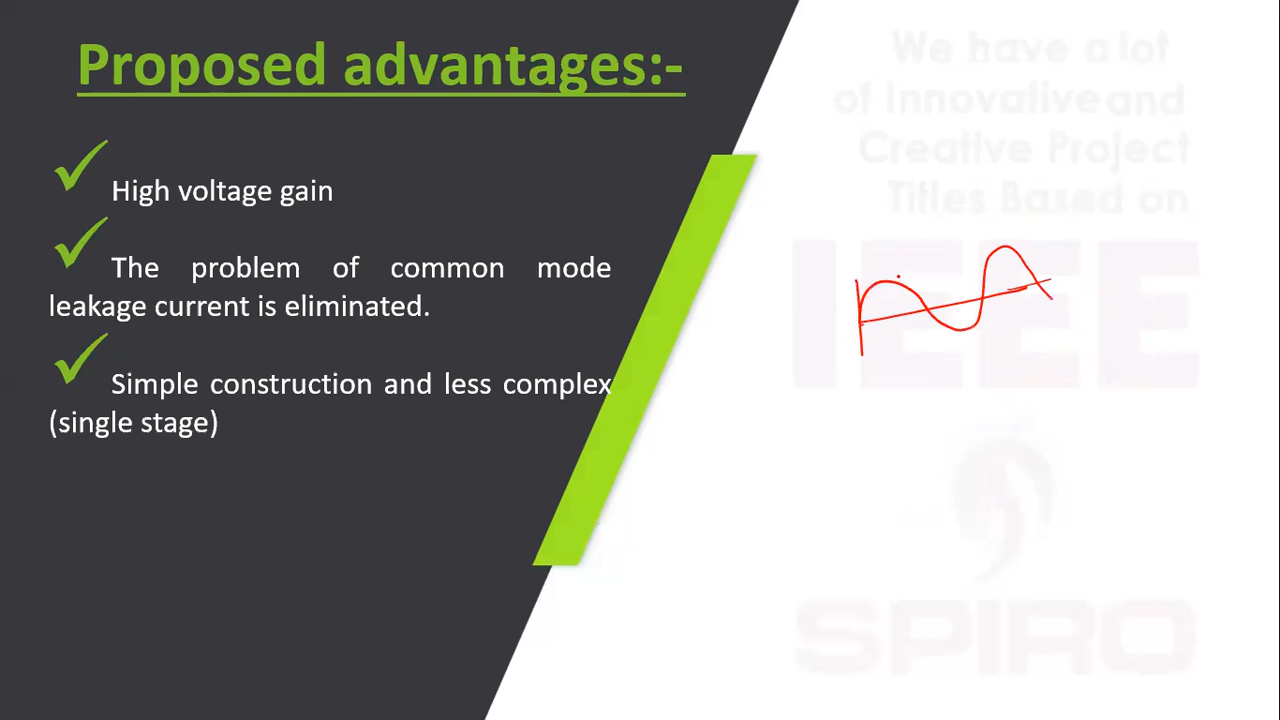 Proposed advantages:-
High voltage gain
The problem of common mode
leakage current is eliminated.
Simple construction and less complex
(single stage)
We have a lot
of Innovative and
Creative Project
Titles Based on
IEEE
SPIRO